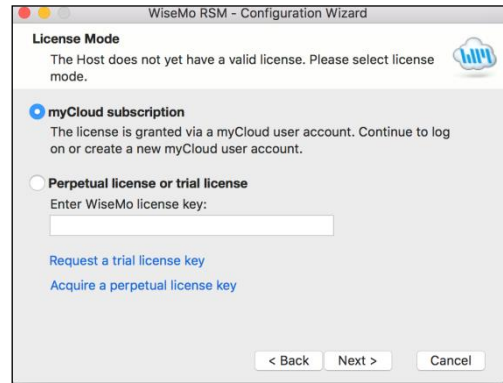 WiseMo RSM - Configuration Wizard
License Mode
The Host does not yet have a valid license. Please select license
mode.
myCloud subscription
The license is granted via a myCloud user account. Continue to log
on or create a new myCloud user account.
Perpetual license or trial license
Enter WiseMo license key:
Request a trial license key
Acquire a perpetual license key
< Back Next > Cancel